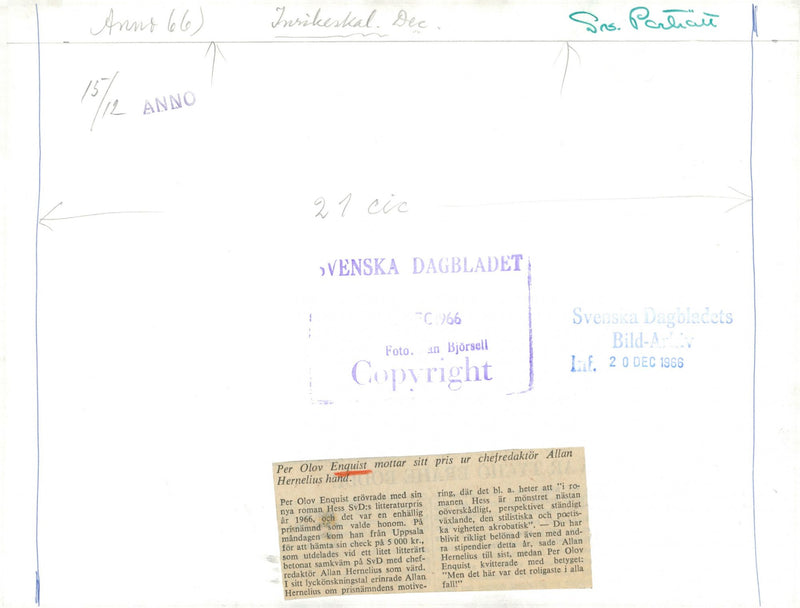 Anno 66) Inrikeskal. Dec. Sv. Porträtt
15/12 ANNO
21 cic
SVENSKA DAGBLADET
EC 1966
Foto. an Björsell
Copyright
Svenska Dagbladets
Bild-Arkiv
Inf. 20 DEC 1966
Per Olov Enquist mottar sitt pris ur chefredaktör Allan
Hernelius hand.
Per Olov Enquist erövrade med sin
nya roman Hess SvD:s litteraturpris
år 1966, och det var en enhällig
prisnämnd som valde honom. På
måndagen kom han från Uppsala
för att hämta sin check på 5 000 kr.,
som utdelades vid ett litet litterärt
betonat samkväm på SvD med chef-
redaktör Allan Hernelius som värd.
I sitt lyckönskningstal erinrade Allan
Hernelius om prisnämndens motive-
ring, där det bl. a. heter att "i ro-
manen Hess är mönstret nästan
oöverskådligt, perspektivet ständigt
växlande, den stilistiska och poetis-
ka vigheten akrobatisk". — Du har
blivit rikligt belönad även med and-
ra stipendier detta år, sade Allan
Hernelius till sist, medan Per Olov
Enquist kvitterade med betyget:
"Men det här var det roligaste i alla
fall!"